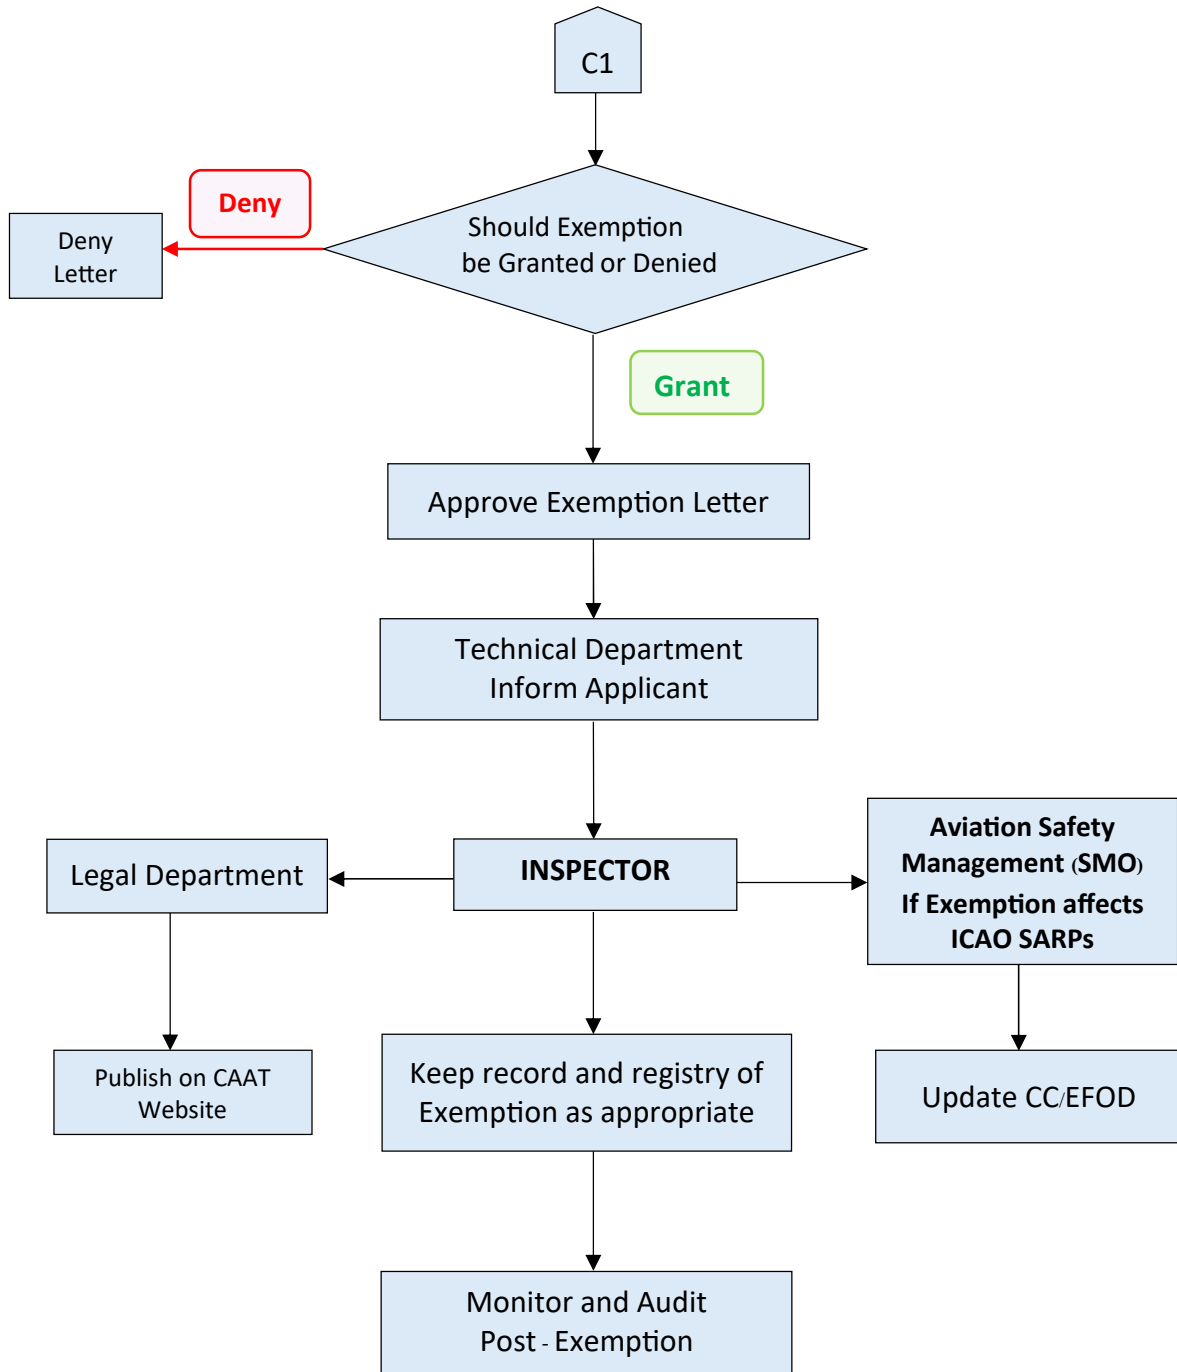 C1
Deny
Deny
Letter
Should Exemption
be Granted or Denied
Grant
Approve Exemption Letter
Technical Department
Inform Applicant
Legal Department
INSPECTOR
Aviation Safety
Management (SMO)
If Exemption affects
ICAO SARPs
Publish on CAAT
Website
Keep record and registry of
Exemption as appropriate
Update CC/EFOD
Monitor and Audit
Post - Exemption